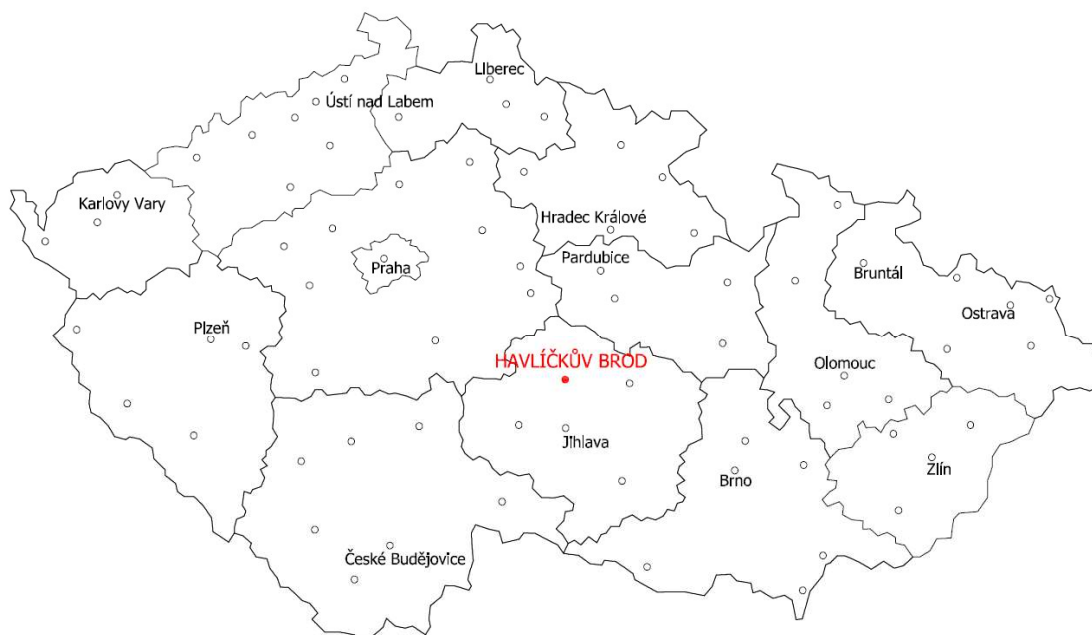 Liberec
Ústí nad Labem
Karlovy Vary
Hradec Králové
Pardubice
Praha
Bruntál
Ostrava
Plzeň
HAVLÍČKŮV BROD
Olomouc
Jihlava
Zlín
Brno
České Budějovice